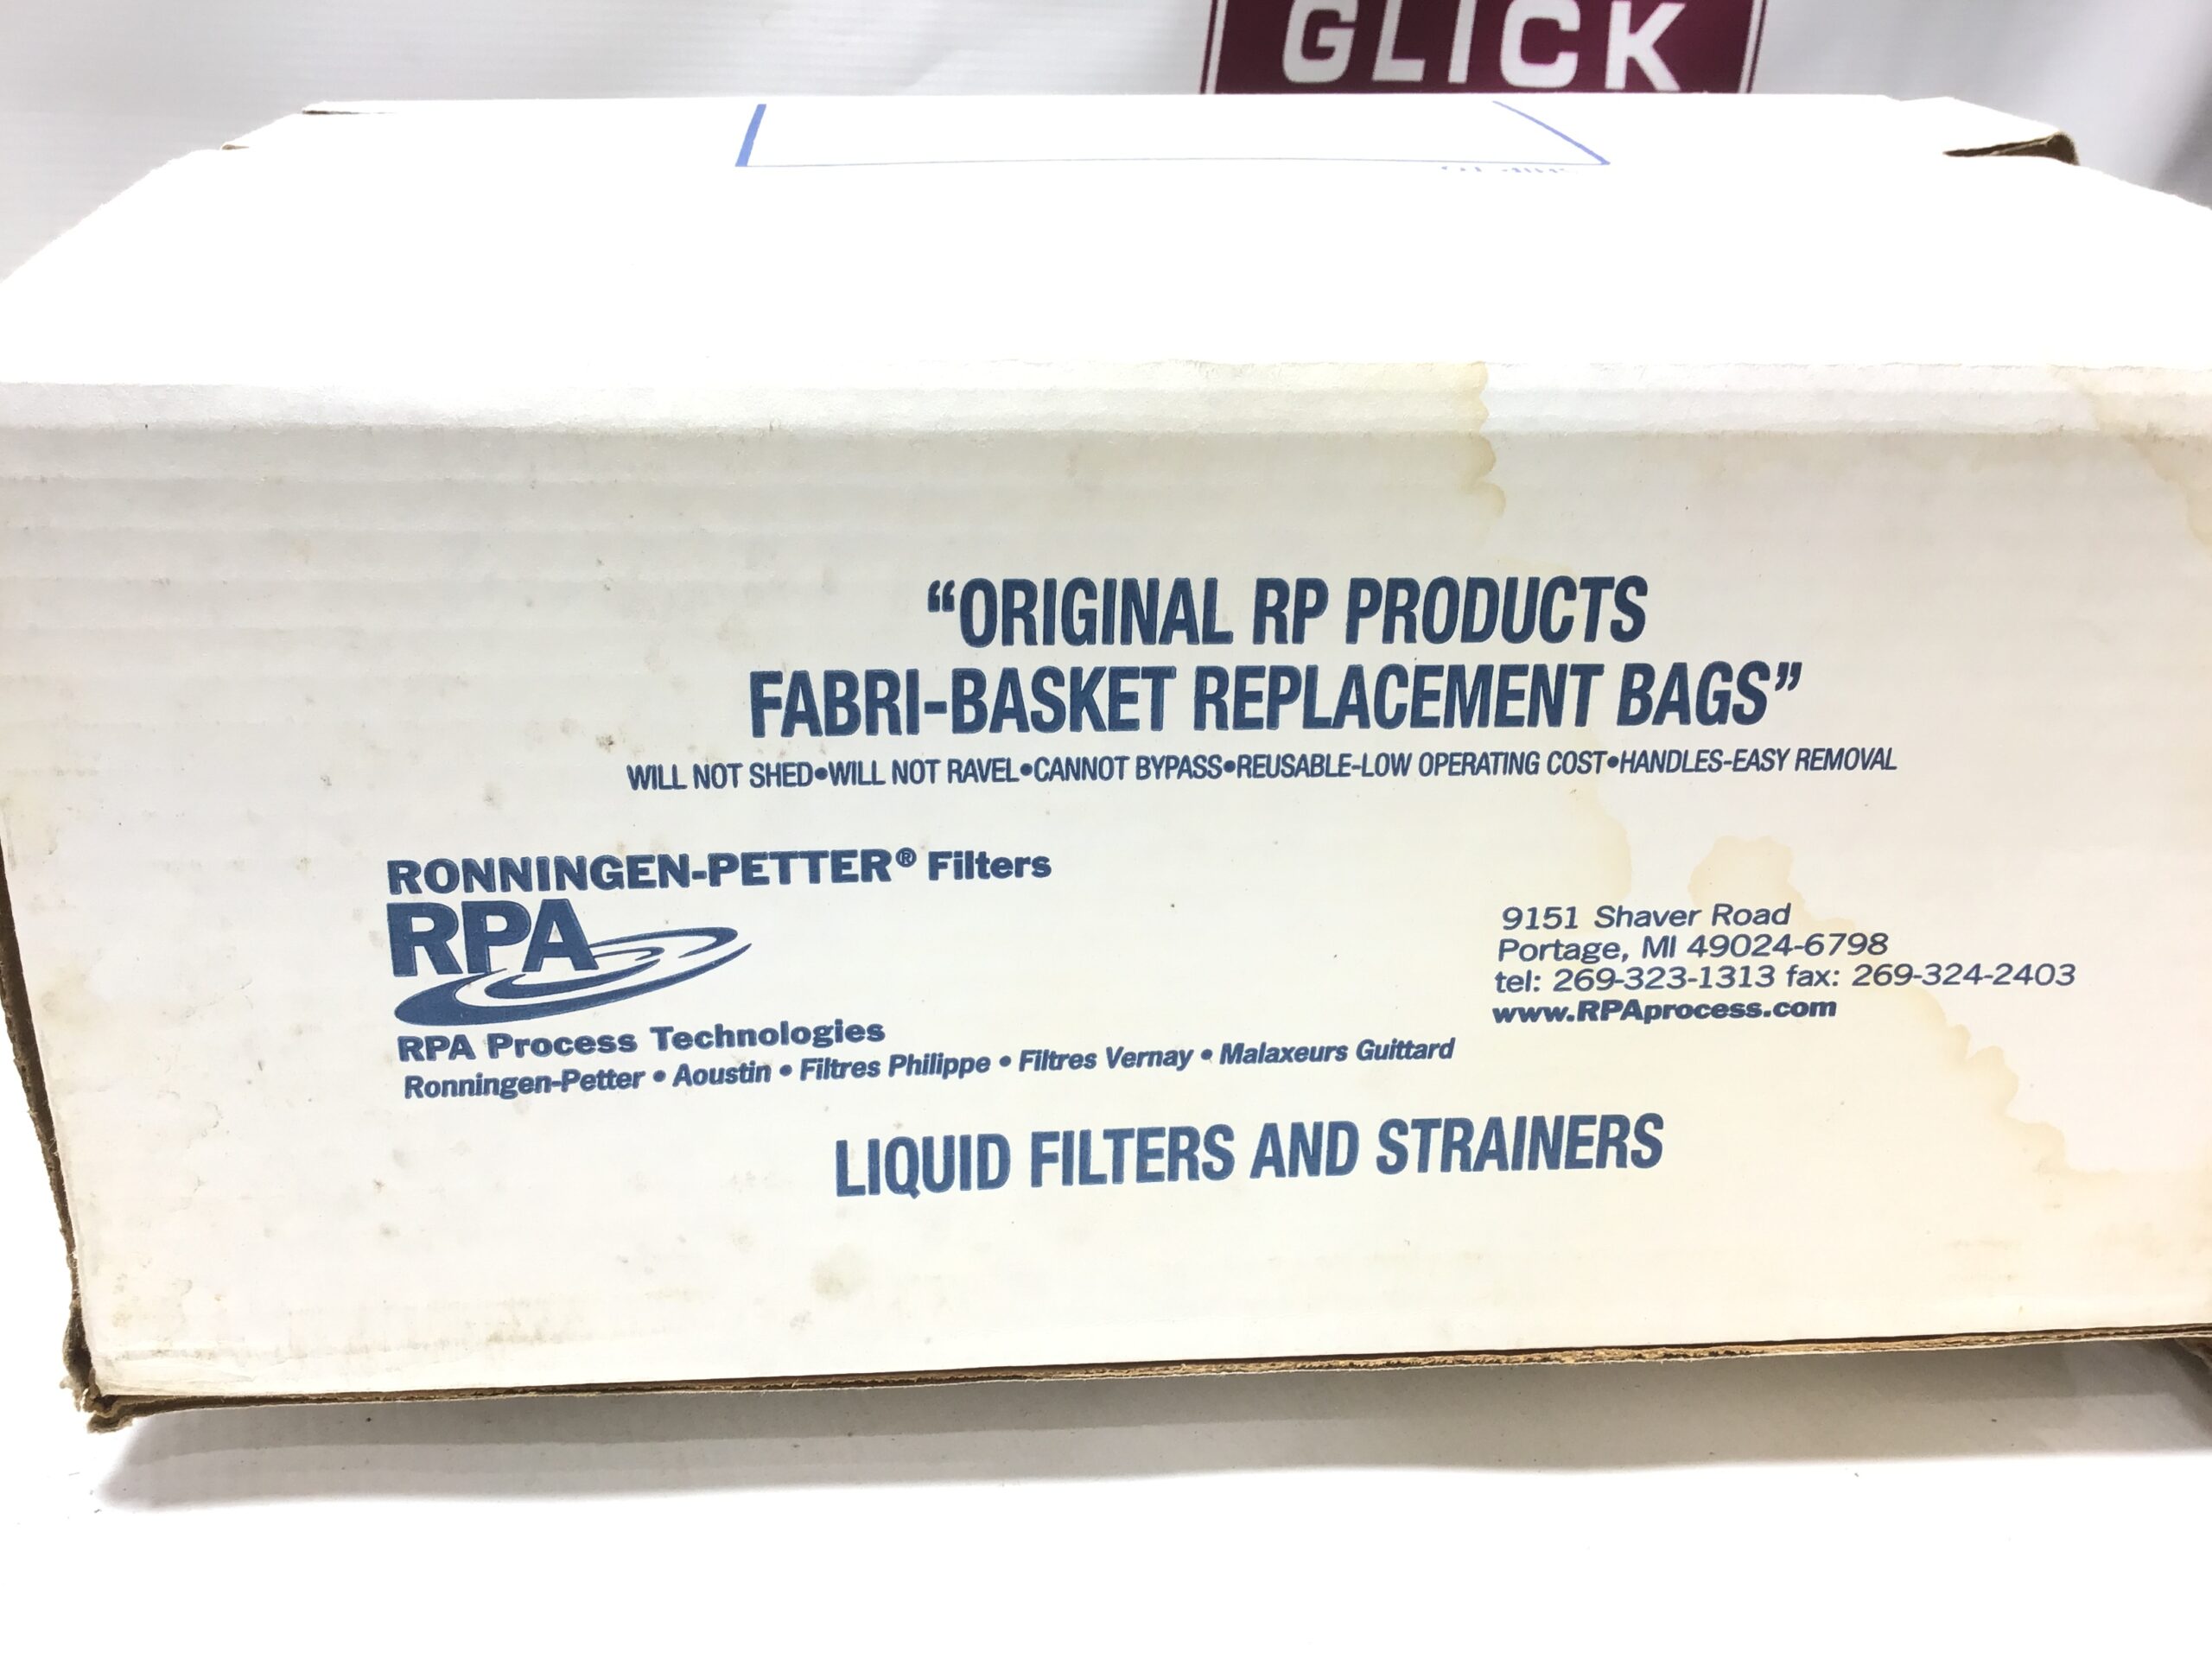 GLICK
“ORIGINAL RP PRODUCTS
FABRI-BASKET REPLACEMENT BAGS”
WILL NOT SHED•WILL NOT RAVEL•CANNOT BYPASS•REUSABLE-LOW OPERATING COST•HANDLES-EASY REMOVAL
RONNINGEN-PETTER® Filters
RPA
RPA Process Technologies
Ronningen-Petter • Aoustin • Filtres Philippe • Filtres Vernay • Malaxeurs Guittard
9151 Shaver Road
Portage, MI 49024-6798
tel: 269-323-1313 fax: 269-324-2403
www.RPAprocess.com
LIQUID FILTERS AND STRAINERS